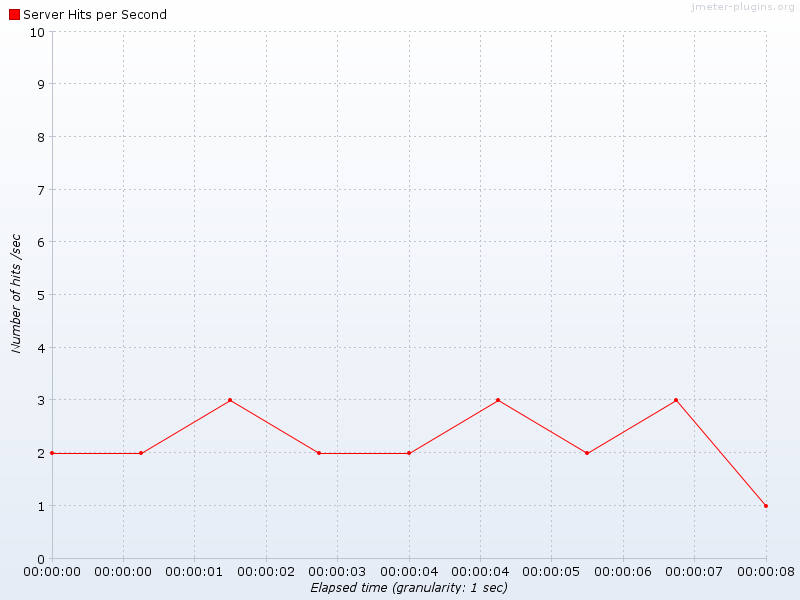 jmeter-plugins.org
Server Hits per Second
10
9
8
7
6
5
4
3
2
1
0
Number of hits /sec
00:00:00 00:00:00 00:00:01 00:00:02 00:00:03 00:00:04 00:00:04 00:00:05 00:00:06 00:00:07 00:00:08
Elapsed time (granularity: 1 sec)